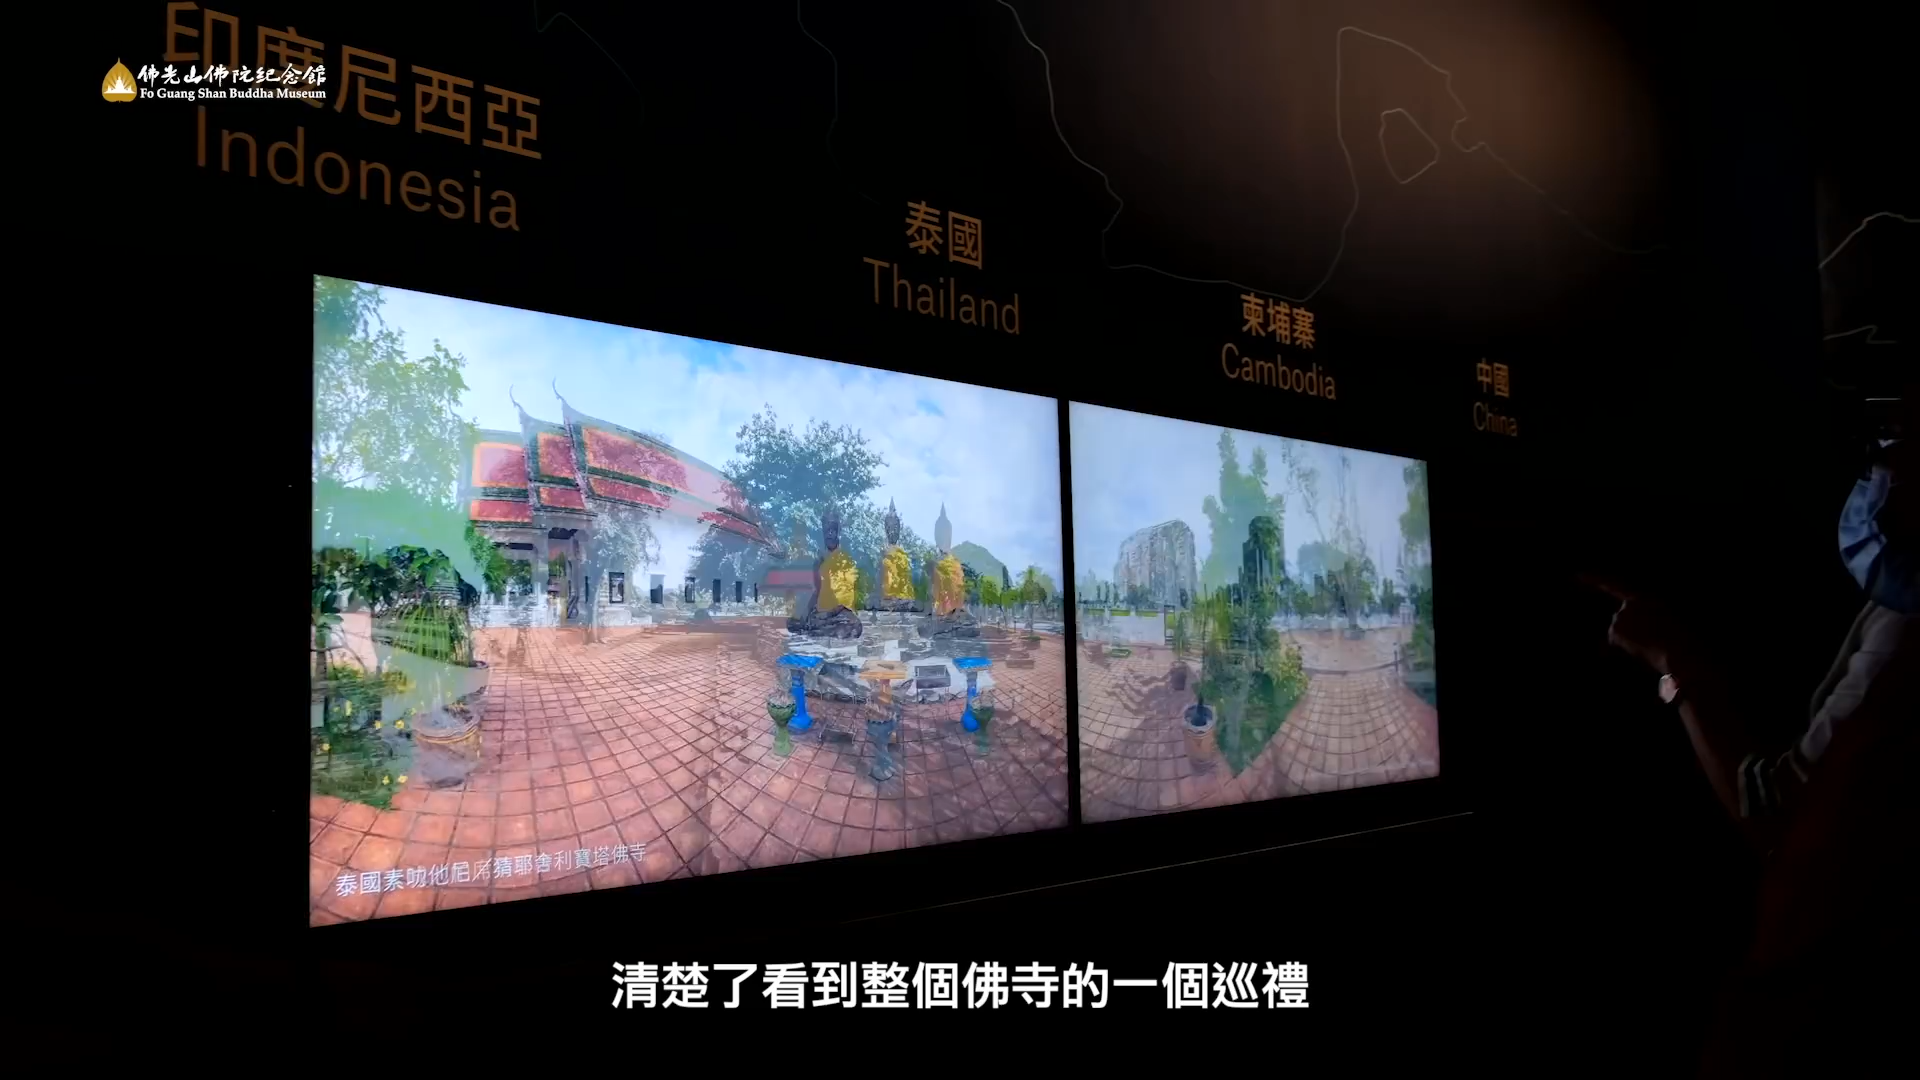 佛光山佛陀紀念館
Fo Guang Shan Buddha Museum
印度尼西亞
Indonesia
泰國
Thailand
柬埔寨
Cambodia
中國
China
泰國素叻他尼府猜耶舍利寶塔佛寺
清楚了看到整個佛寺的一個巡禮